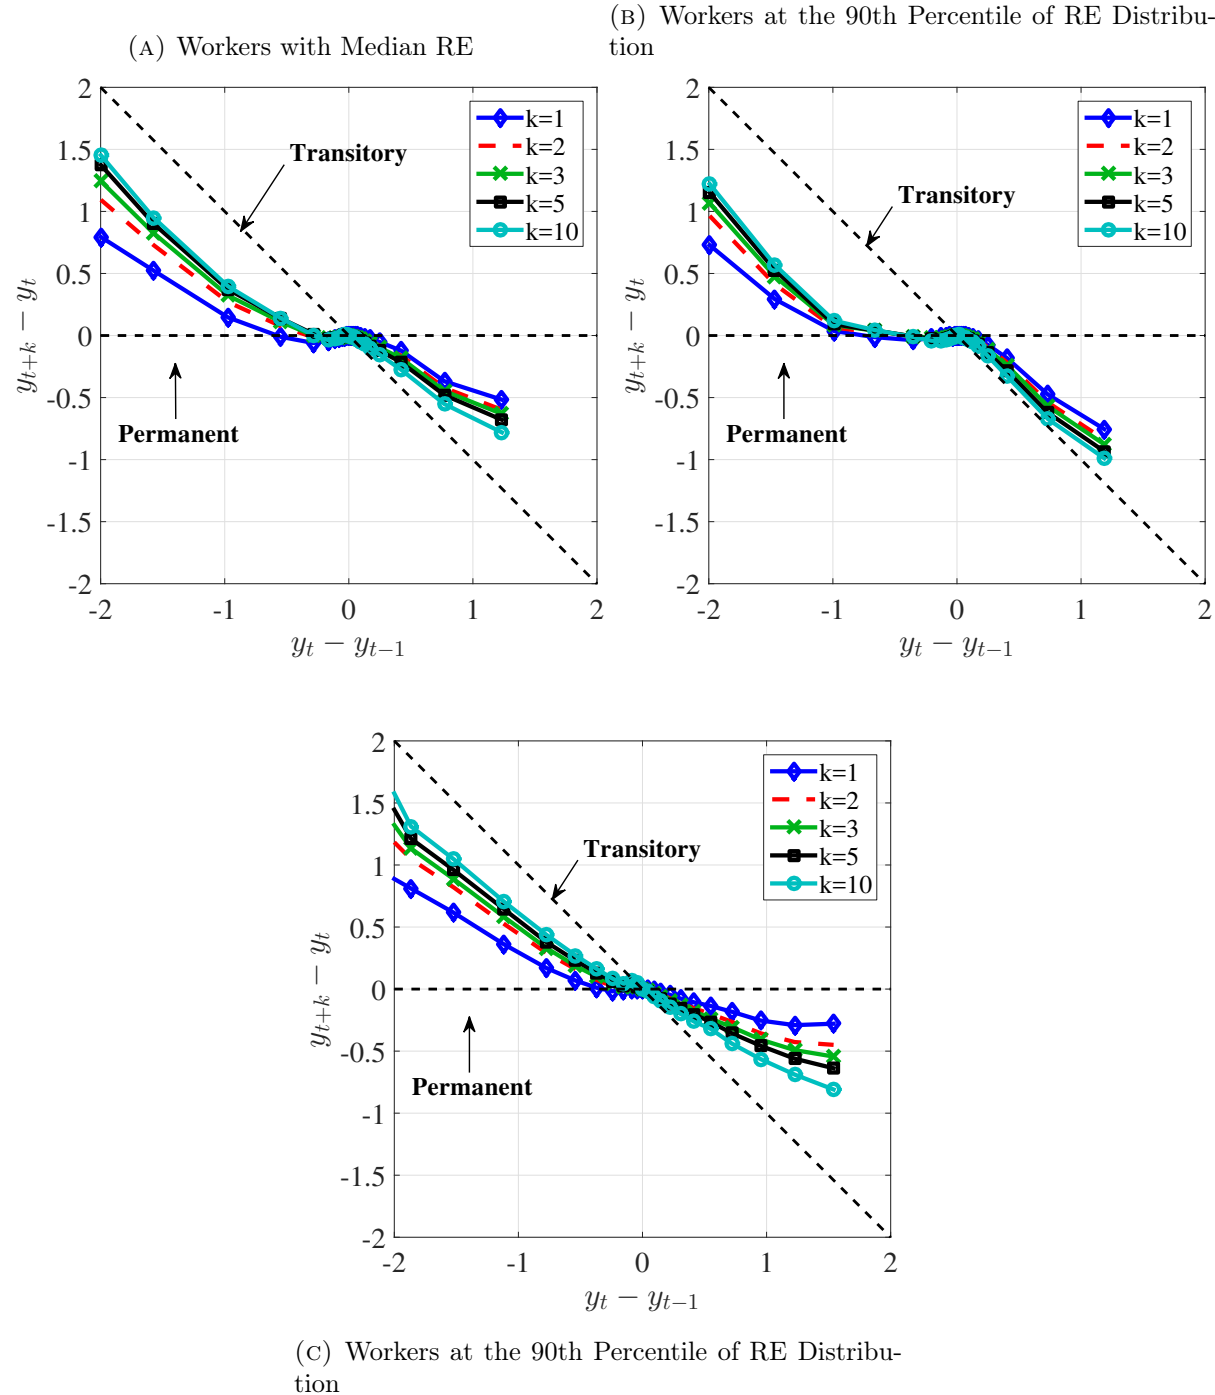 (A) Workers with Median RE
(B) Workers at the 90th Percentile of RE Distribu-
tion
2
1.5
1
0.5
0
-0.5
-1
-1.5
-2
-2
-1
0
1
2
y_{t+k} − y_t
y_t − y_{t−1}
Transitory
Permanent
k=1
k=2
k=3
k=5
k=10
2
1.5
1
0.5
0
-0.5
-1
-1.5
-2
-2
-1
0
1
2
y_{t+k} − y_t
y_t − y_{t−1}
Transitory
Permanent
k=1
k=2
k=3
k=5
k=10
2
1.5
1
0.5
0
-0.5
-1
-1.5
-2
-2
-1
0
1
2
y_{t+k} − y_t
y_t − y_{t−1}
Transitory
Permanent
k=1
k=2
k=3
k=5
k=10
(C) Workers at the 90th Percentile of RE Distribu-
tion